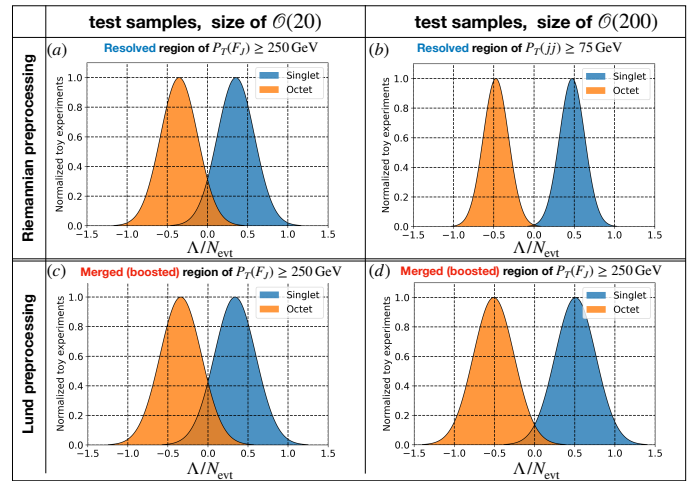 test samples, size of 𝒪(20)
test samples, size of 𝒪(200)
Riemannian preprocessing
(a) Resolved region of P_T(F_J) ≥ 250 GeV
Singlet
Octet
Normalized toy experiments
1.0
0.8
0.6
0.4
0.2
0.0
−1.5 −1.0 −0.5 0.0 0.5 1.0 1.5
Λ/N_evt
(b) Resolved region of P_T(jj) ≥ 75 GeV
Singlet
Octet
Normalized toy experiments
1.0
0.8
0.6
0.4
0.2
0.0
−1.5 −1.0 −0.5 0.0 0.5 1.0 1.5
Λ/N_evt
Lund preprocessing
(c) Merged (boosted) region of P_T(F_J) ≥ 250 GeV
Singlet
Octet
Normalized toy experiments
1.0
0.8
0.6
0.4
0.2
0.0
−1.5 −1.0 −0.5 0.0 0.5 1.0 1.5
Λ/N_evt
(d) Merged (boosted) region of P_T(F_J) ≥ 250 GeV
Singlet
Octet
Normalized toy experiments
1.0
0.8
0.6
0.4
0.2
0.0
−1.5 −1.0 −0.5 0.0 0.5 1.0 1.5
Λ/N_evt